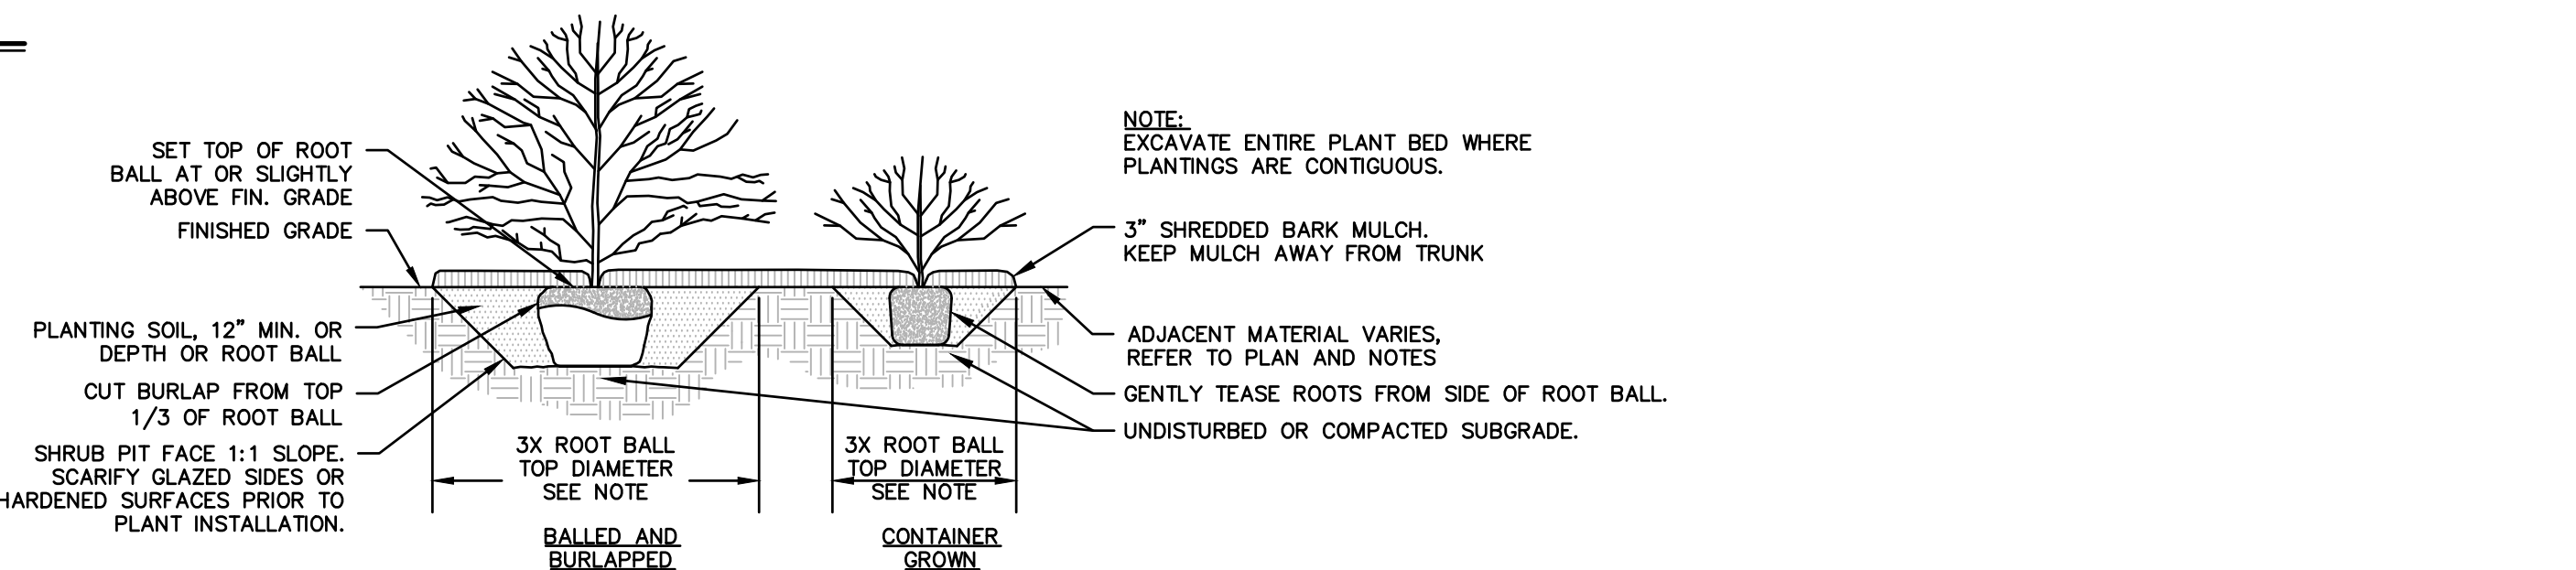 SET TOP OF ROOT
BALL AT OR SLIGHTLY
ABOVE FIN. GRADE
FINISHED GRADE
PLANTING SOIL, 12” MIN. OR
DEPTH OR ROOT BALL
CUT BURLAP FROM TOP
1/3 OF ROOT BALL
SHRUB PIT FACE 1:1 SLOPE.
SCARIFY GLAZED SIDES OR
HARDENED SURFACES PRIOR TO
PLANT INSTALLATION.
3X ROOT BALL
TOP DIAMETER
SEE NOTE
BALLED AND
BURLAPPED
3X ROOT BALL
TOP DIAMETER
SEE NOTE
CONTAINER
GROWN
NOTE:
EXCAVATE ENTIRE PLANT BED WHERE
PLANTINGS ARE CONTIGUOUS.
3” SHREDDED BARK MULCH.
KEEP MULCH AWAY FROM TRUNK
ADJACENT MATERIAL VARIES,
REFER TO PLAN AND NOTES
GENTLY TEASE ROOTS FROM SIDE OF ROOT BALL.
UNDISTURBED OR COMPACTED SUBGRADE.